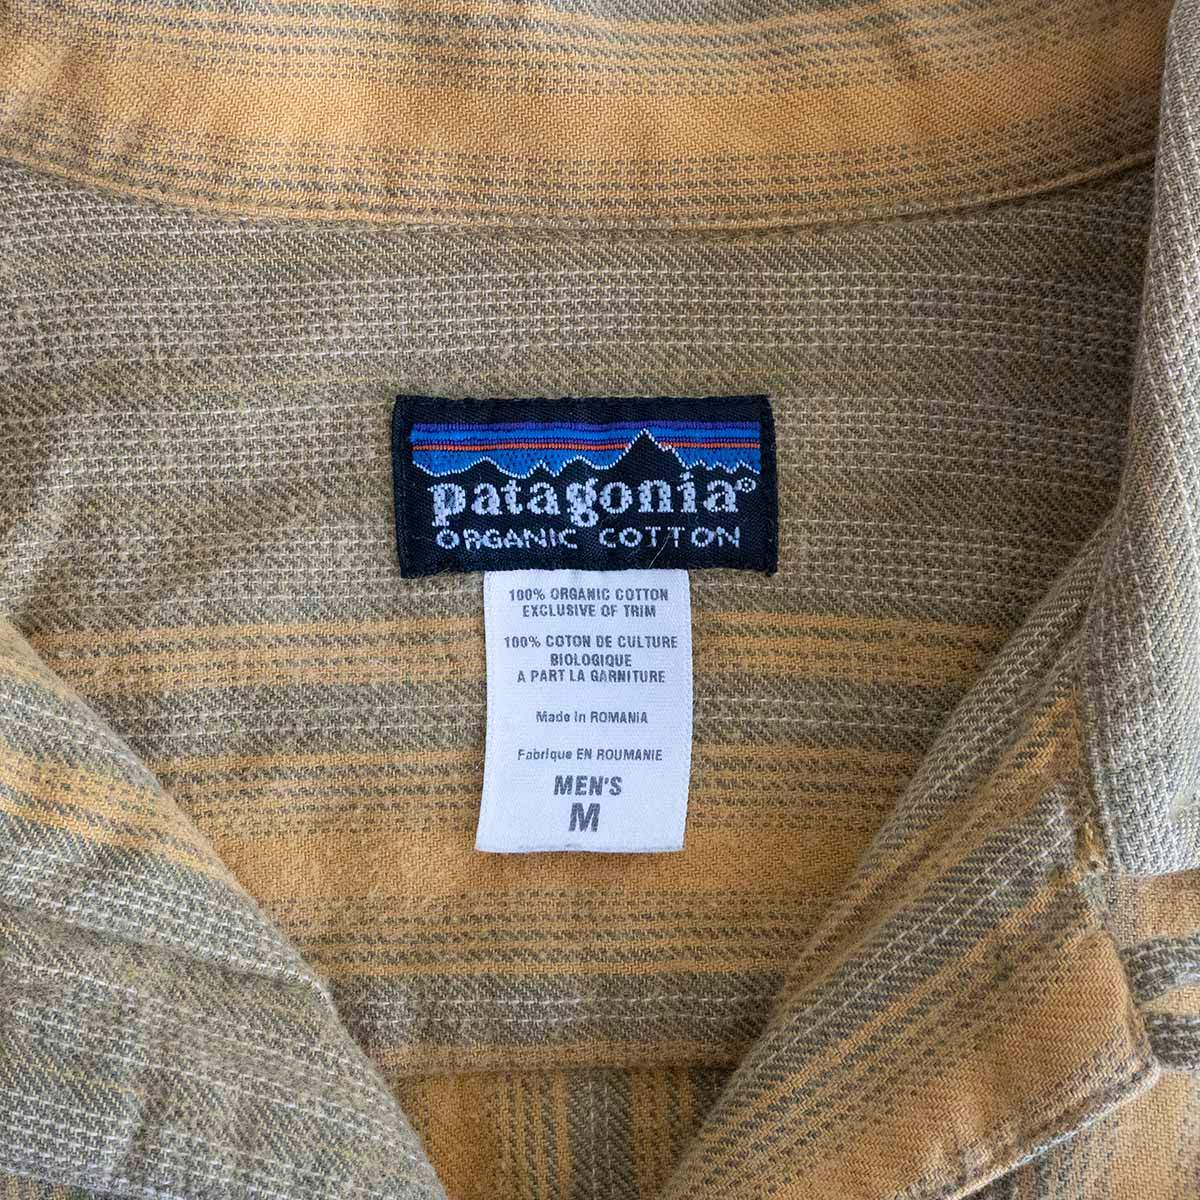 patagonia®
ORGANIC COTTON
100% ORGANIC COTTON
EXCLUSIVE OF TRIM
100% COTON DE CULTURE
BIOLOGIQUE
A PART LA GARNITURE
Made in ROMANIA
Fabrique EN ROUMANIE
MEN'S
M